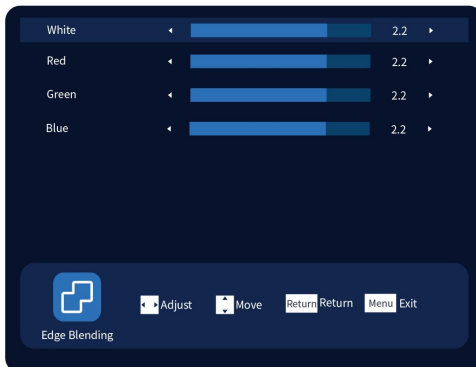 White 2.2
Red 2.2
Green 2.2
Blue 2.2
Adjust Move Return Return Menu Exit
Edge Blending